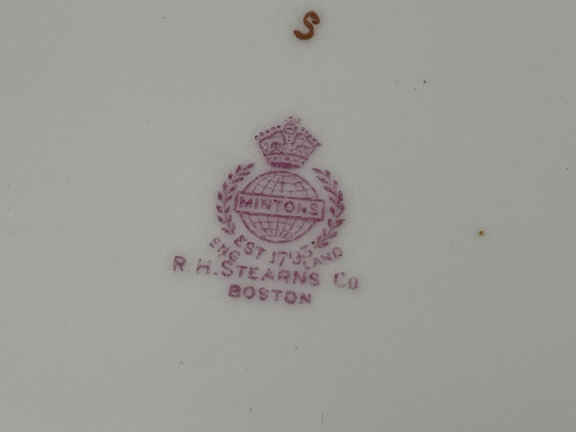 S
MINTONS
EST 1793
ENGLAND
R.H.STEARNS Co
BOSTON